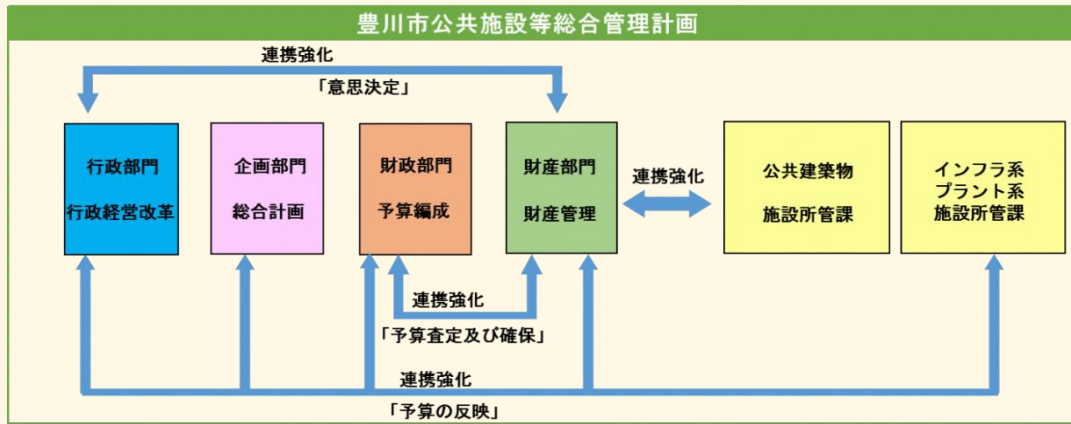 豊川市公共施設等総合管理計画
連携強化
「意思決定」
行政部門
行政経営改革
企画部門
総合計画
財政部門
予算編成
財産部門
財産管理
連携強化
公共建築物
施設所管課
インフラ系
プラント系
施設所管課
連携強化
「予算査定及び確保」
連携強化
「予算の反映」